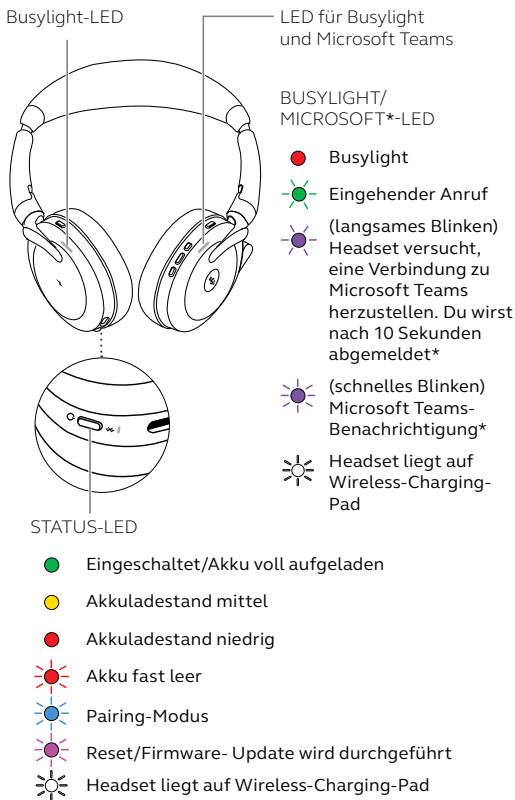 Busylight-LED
LED für Busylight
und Microsoft Teams
BUSYLIGHT/
MICROSOFT*-LED
Busylight
Eingehender Anruf
(langsames Blinken)
Headset versucht,
eine Verbindung zu
Microsoft Teams
herzustellen. Du wirst
nach 10 Sekunden
abgemeldet*
(schnelles Blinken)
Microsoft Teams-
Benachrichtigung*
Headset liegt auf
Wireless-Charging-
Pad
STATUS-LED
Eingeschaltet/Akku voll aufgeladen
Akkuladestand mittel
Akkuladestand niedrig
Akku fast leer
Pairing-Modus
Reset/Firmware- Update wird durchgeführt
Headset liegt auf Wireless-Charging-Pad